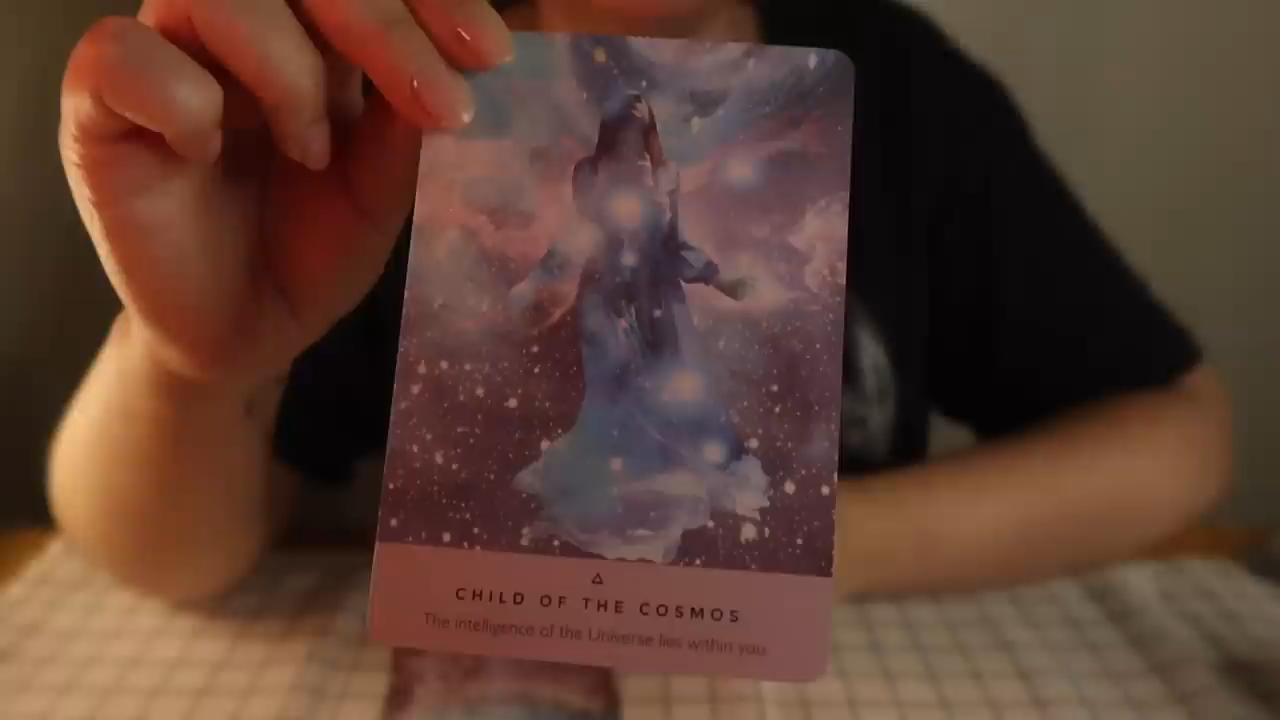 CHILD OF THE COSMOS
The intelligence of the Universe lies within you